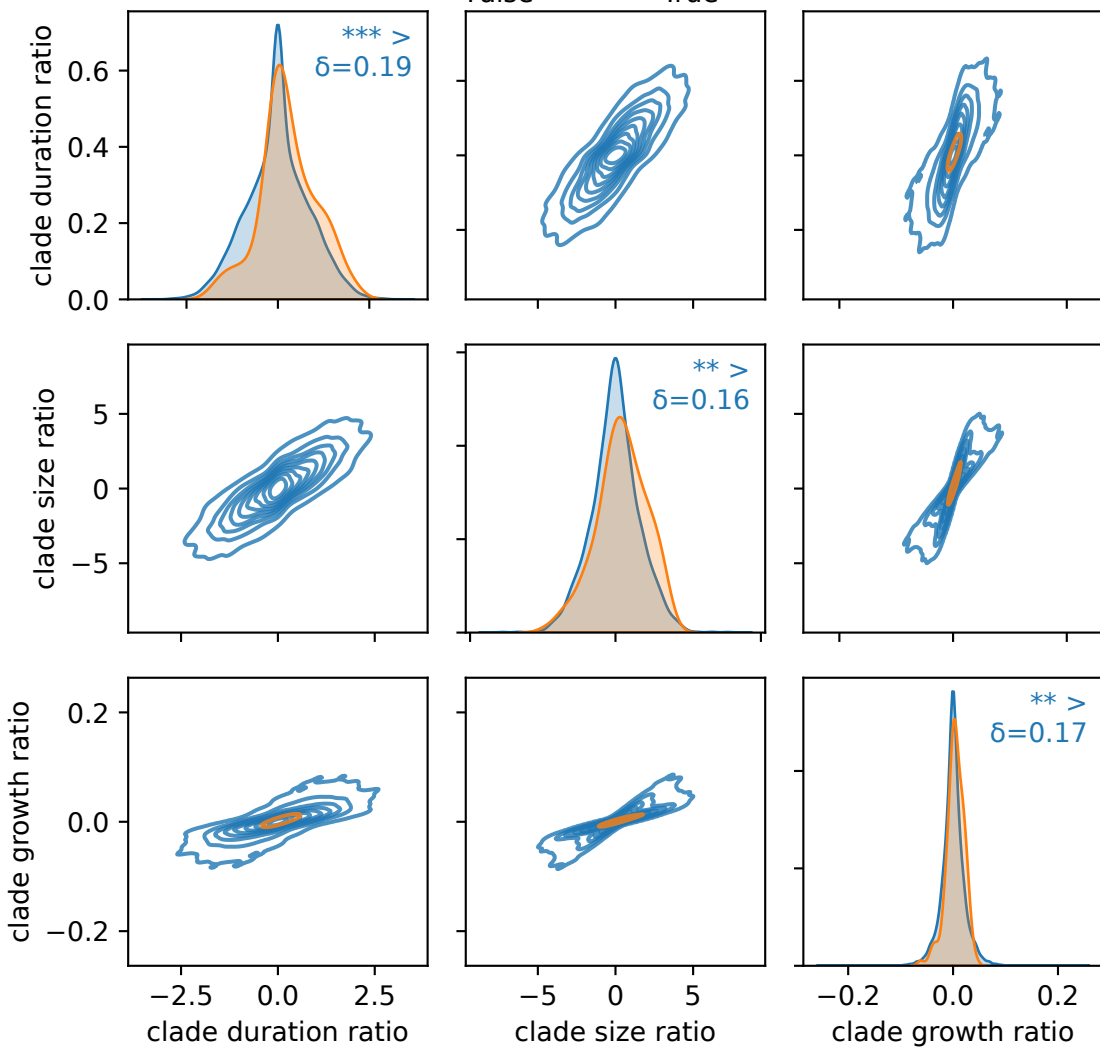 True
*** >
δ=0.19
clade duration ratio
0.6
0.4
0.2
0.0
** >
δ=0.16
clade size ratio
5
0
−5
** >
δ=0.17
clade growth ratio
0.2
0.0
−0.2
−2.5 0.0 2.5
−5 0 5
−0.2 0.0 0.2
clade duration ratio
clade size ratio
clade growth ratio